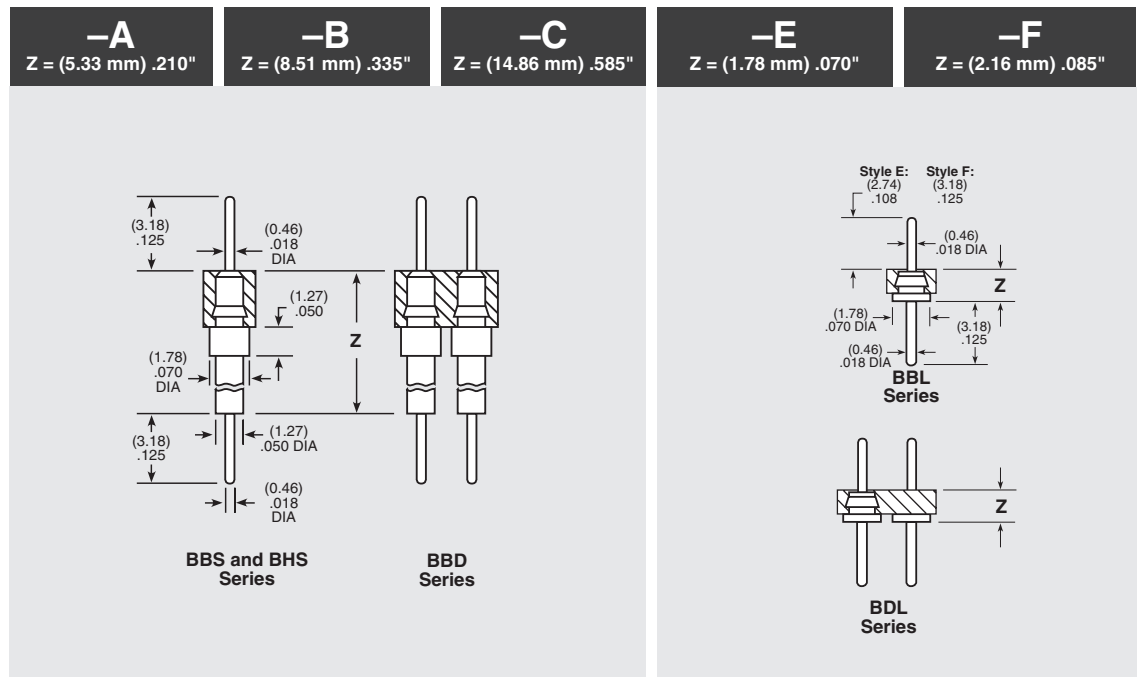 –A
Z = (5.33 mm) .210"
–B
Z = (8.51 mm) .335"
–C
Z = (14.86 mm) .585"
–E
Z = (1.78 mm) .070"
–F
Z = (2.16 mm) .085"
(3.18)
.125
(0.46)
.018
DIA
(1.27)
.050
Z
(1.78)
.070
DIA
(3.18)
.125
(1.27)
.050 DIA
(0.46)
.018
DIA
BBS and BHS
Series
BBD
Series
Style E:
(2.74)
.108
Style F:
(3.18)
.125
(0.46)
.018 DIA
Z
(1.78)
.070 DIA
(3.18)
.125
(0.46)
.018 DIA
BBL
Series
Z
BDL
Series